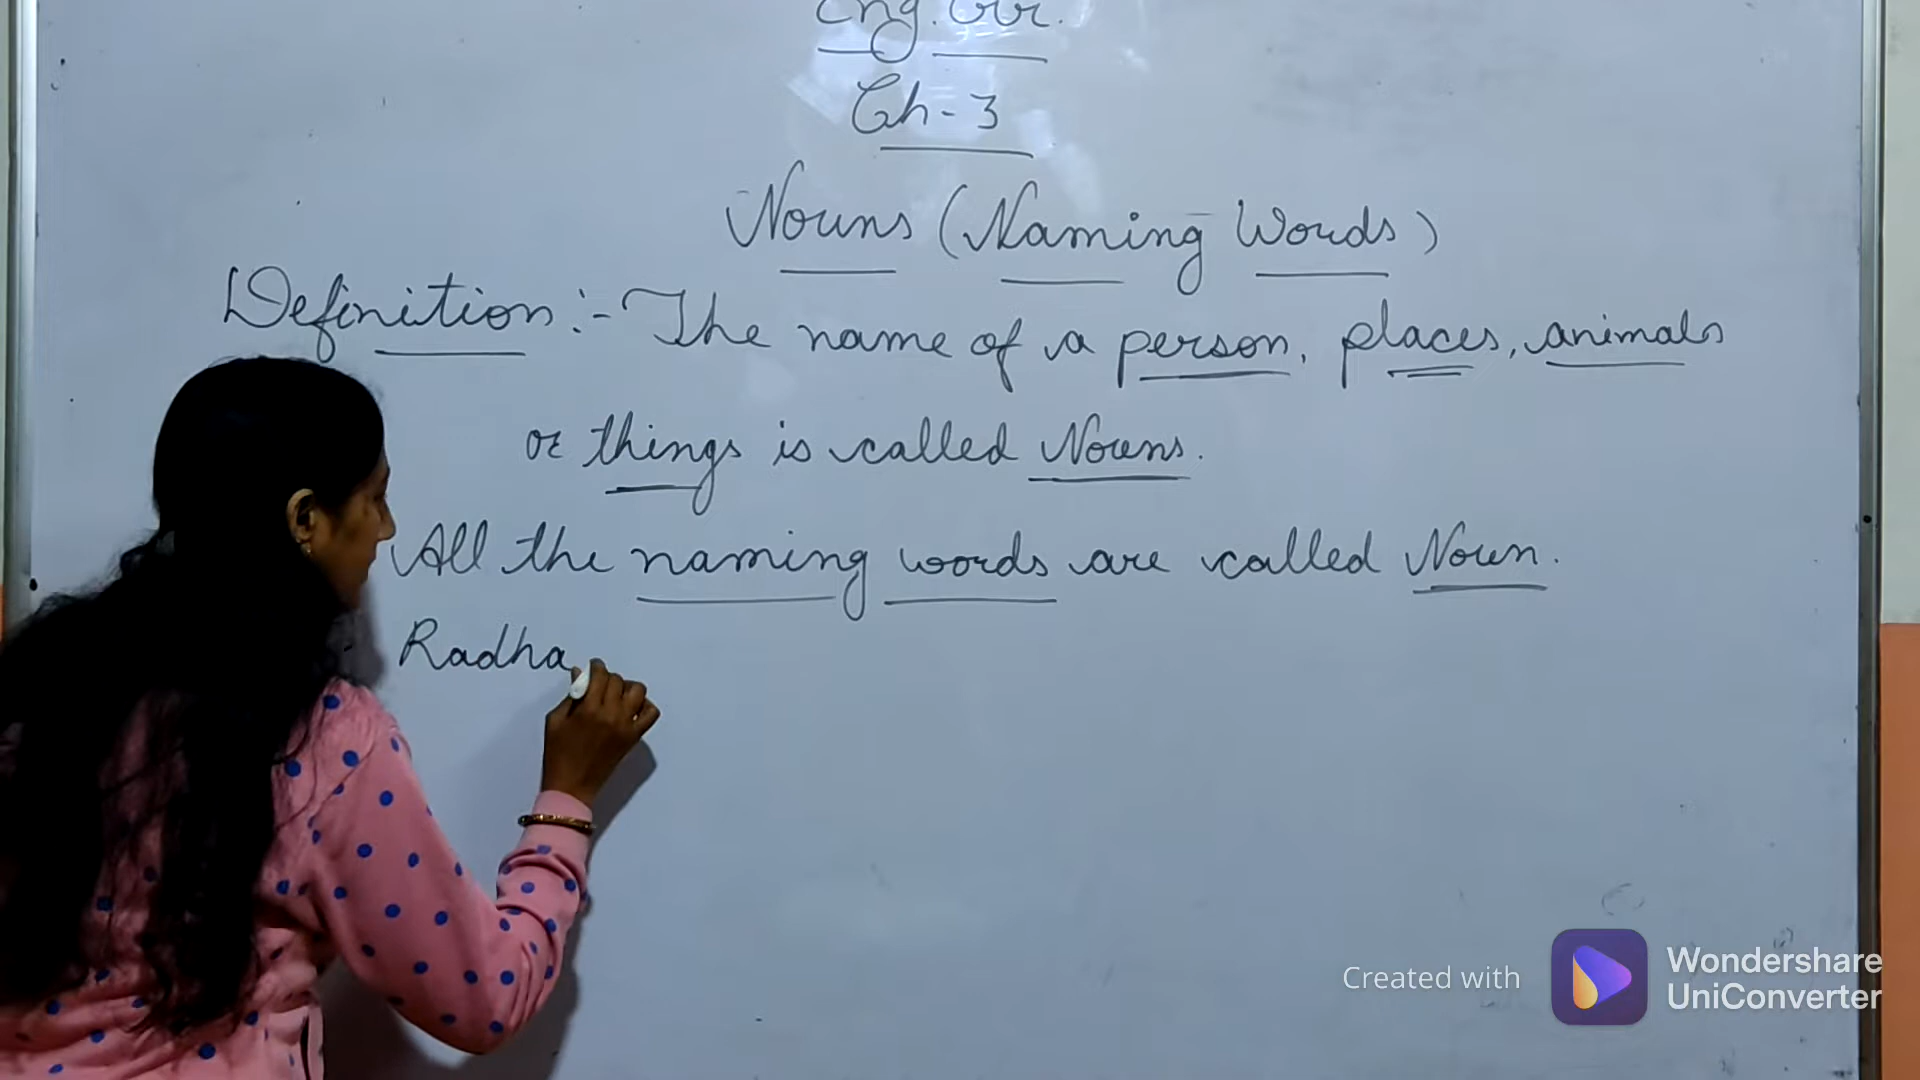 Eng. Gr.
Ch-3
Nouns (Naming Words)
Definition :- The name of a person, places, animals
or things is called Nouns.
All the naming words are called Noun.
Radha
Created with Wondershare UniConverter